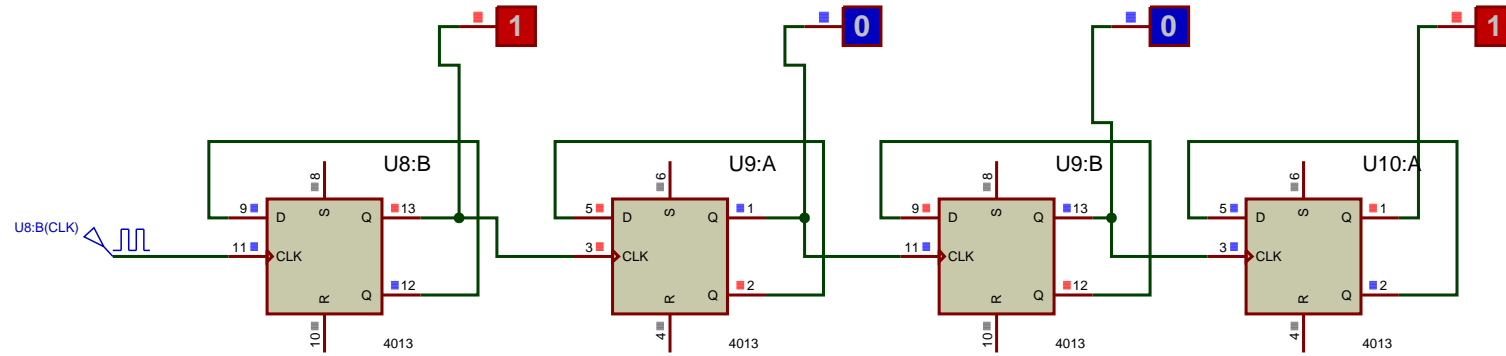 1 0 0 1
U8:B U9:A U9:B U10:A
8 6 8 6
9 D S Q 13 5 D S Q 1 9 D S Q 13 5 D S Q 1
U8:B(CLK)
11 CLK 3 CLK 11 CLK 3 CLK
R Q 12 R Q 2 R Q 12 R Q 2
10 4 10 4
4013 4013 4013 4013